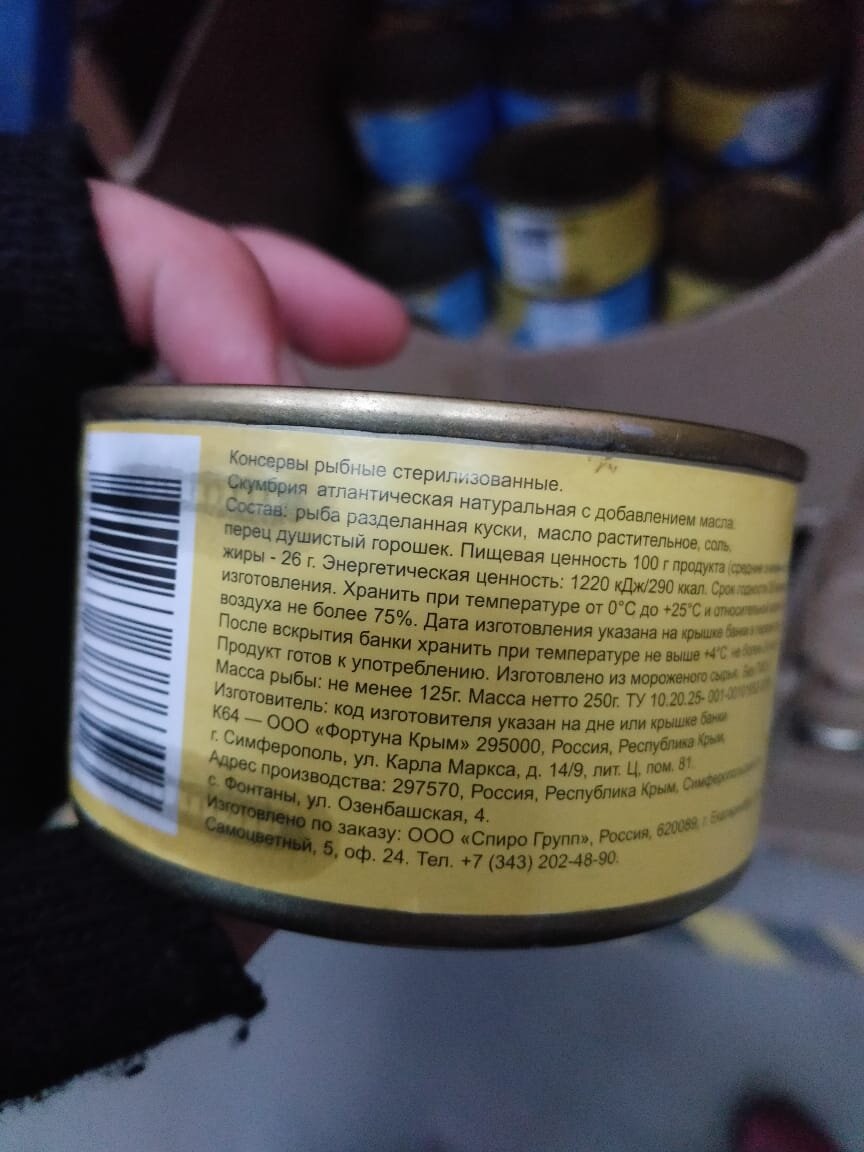 Консервы рыбные стерилизованные.
Скумбрия атлантическая натуральная с добавлением масла.
Состав: рыба разделанная куски, масло растительное, соль,
перец душистый горошек. Пищевая ценность 100 г продукта (средние
жиры - 26 г. Энергетическая ценность: 1220 кДж/290 ккал. Срок годности
изготовления. Хранить при температуре от 0°С до +25°С и относительной
воздуха не более 75%. Дата изготовления указана на крышке банки в
После вскрытия банки хранить при температуре не выше +4°С не более
Продукт готов к употреблению. Изготовлено из мороженого сырья. Без
Масса рыбы: не менее 125г. Масса нетто 250г. ТУ 10.20.25-
Изготовитель: код изготовителя указан на дне или крышке банки
К64 — ООО «Фортуна Крым» 295000, Россия, Республика Крым,
г. Симферополь, ул. Карла Маркса, д. 14/9, лит. Ц, пом. 81.
Адрес производства: 297570, Россия, Республика Крым,
с. Фонтаны, ул. Озенбашская, 4.
Изготовлено по заказу: ООО «Спиро Групп», Россия, 620089, г.
Самоцветный, 5, оф. 24. Тел. +7 (343) 202-48-90.